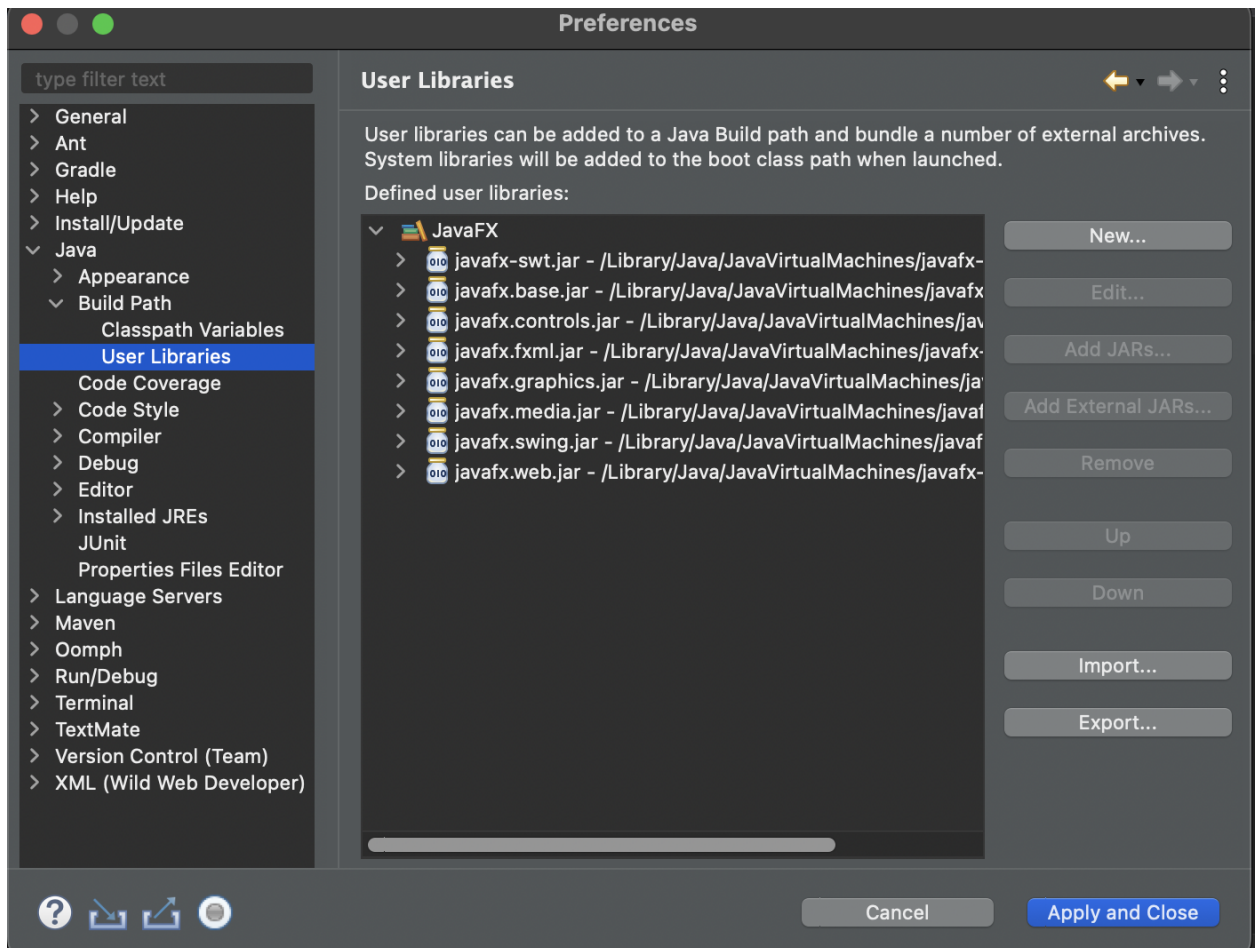 Preferences
type filter text
General
Ant
Gradle
Help
Install/Update
Java
Appearance
Build Path
Classpath Variables
User Libraries
Code Coverage
Code Style
Compiler
Debug
Editor
Installed JREs
JUnit
Properties Files Editor
Language Servers
Maven
Oomph
Run/Debug
Terminal
TextMate
Version Control (Team)
XML (Wild Web Developer)
User Libraries
User libraries can be added to a Java Build path and bundle a number of external archives.
System libraries will be added to the boot class path when launched.
Defined user libraries:
JavaFX
javafx-swt.jar - /Library/Java/JavaVirtualMachines/javafx-
javafx.base.jar - /Library/Java/JavaVirtualMachines/javafx
javafx.controls.jar - /Library/Java/JavaVirtualMachines/jav
javafx.fxml.jar - /Library/Java/JavaVirtualMachines/javafx-
javafx.graphics.jar - /Library/Java/JavaVirtualMachines/ja
javafx.media.jar - /Library/Java/JavaVirtualMachines/javaf
javafx.swing.jar - /Library/Java/JavaVirtualMachines/javaf
javafx.web.jar - /Library/Java/JavaVirtualMachines/javafx-
New...
Edit...
Add JARs...
Add External JARs...
Remove
Up
Down
Import...
Export...
Cancel
Apply and Close